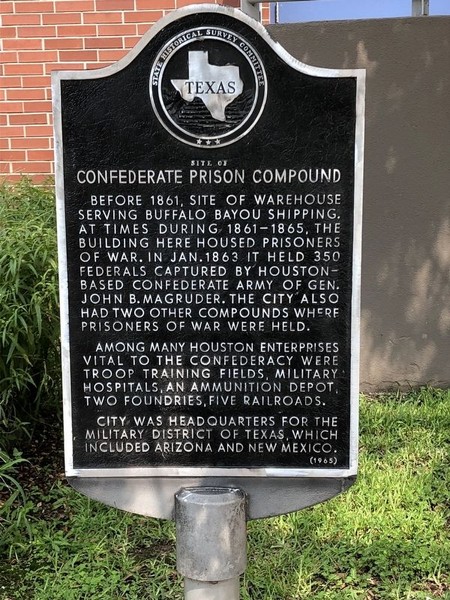 STATE HISTORICAL SURVEY COMMITTEE
TEXAS
SITE OF
CONFEDERATE PRISON COMPOUND
BEFORE 1861, SITE OF WAREHOUSE
SERVING BUFFALO BAYOU SHIPPING.
AT TIMES DURING 1861-1865, THE
BUILDING HERE HOUSED PRISONERS
OF WAR. IN JAN. 1863 IT HELD 350
FEDERALS CAPTURED BY HOUSTON-
BASED CONFEDERATE ARMY OF GEN.
JOHN B. MAGRUDER. THE CITY ALSO
HAD TWO OTHER COMPOUNDS WHERE
PRISONERS OF WAR WERE HELD.
AMONG MANY HOUSTON ENTERPRISES
VITAL TO THE CONFEDERACY WERE
TROOP TRAINING FIELDS, MILITARY
HOSPITALS, AN AMMUNITION DEPOT,
TWO FOUNDRIES, FIVE RAILROADS.
CITY WAS HEADQUARTERS FOR THE
MILITARY DISTRICT OF TEXAS, WHICH
INCLUDED ARIZONA AND NEW MEXICO.
(1965)